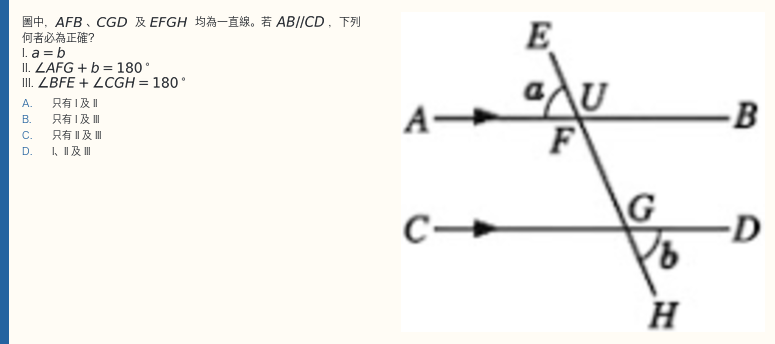 圖中，AFB 、CGD 及 EFGH 均為一直線。若 AB//CD ，下列
何者必為正確?
I. a = b
II. ∠AFG + b = 180 °
III. ∠BFE + ∠CGH = 180 °
A. 只有 I 及 II
B. 只有 I 及 III
C. 只有 II 及 III
D. I、II 及 III
E
a U
A B
F
G
C D
b
H